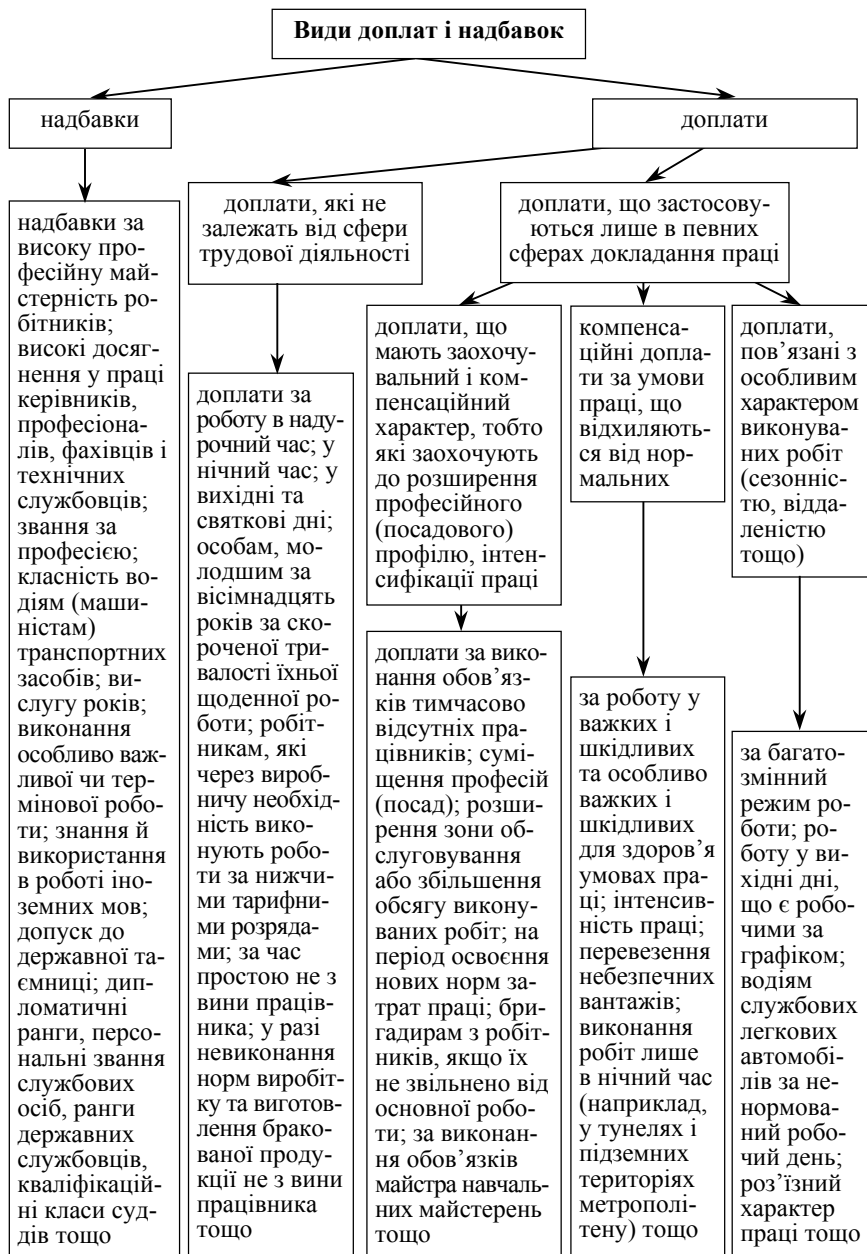 Види доплат і надбавок
надбавки
доплати
надбавки за
високу про-
фесійну май-
стерність ро-
бітників;
високі досяг-
нення у праці
керівників,
професіона-
лів, фахівців і
технічних
службовців;
звання за
професією;
класність во-
діям (маши-
ністам)
транспортних
засобів; ви-
слугу років;
виконання
особливо важ-
ливої чи тер-
мінової робо-
ти; знання й
використання
в роботі іно-
земних мов;
допуск до
державної та-
ємниці; дип-
ломатичні
ранги, персо-
нальні звання
службових
осіб, ранги
державних
службовців,
кваліфікацій-
ні класи суд-
дів тощо
доплати, які не
залежать від сфери
трудової діяльності
доплати за
роботу в наду-
рочний час; у
нічний час; у
вихідні та
святкові дні;
особам, мо-
лодшим за
вісімнадцять
років за ско-
роченої три-
валості їхньої
щоденної ро-
боти; робіт-
никам, які
через вироб-
ничу необхід-
ність вико-
нують робо-
ти за нижчи-
ми тарифни-
ми розряда-
ми; за час
простою не з
вини праців-
ника; у разі
невиконання
норм виробіт-
ку та виготов-
лення брако-
ваної продук-
ції не з вини
працівника
тощо
доплати, що застосову-
ються лише в певних
сферах докладання праці
доплати, що
мають заохочу-
вальний і ком-
пенсаційний
характер, тобто
які заохочують
до розширення
професійного
(посадового)
профілю, інтен-
сифікації праці
доплати за вико-
нання обов’яз-
ків тимчасово
відсутніх пра-
цівників; сумі-
щення професій
(посад); розши-
рення зони об-
слуговування
або збільшення
обсягу викону-
ваних робіт; на
період освоєння
нових норм за-
трат праці; бри-
гадирам з робіт-
ників, якщо їх
не звільнено від
основної робо-
ти; за виконан-
ня обов’язків
майстра навчаль-
них майстерень
тощо
компенса-
ційні допла-
ти за умови
праці, що
відхиляють-
ся від нор-
мальних
за роботу у
важких і
шкідливих
та особливо
важких і
шкідливих
для здоров’я
умовах пра-
ці; інтенсив-
ність праці;
перевезення
небезпечних
вантажів;
виконання
робіт лише
в нічний час
(наприклад,
у тунелях і
підземних
територіях
метрополі-
тену) тощо
доплати,
пов’язані з
особливим
характером
виконува-
них робіт
(сезонніс-
тю, відда-
леністю
тощо)
за багато-
змінний
режим робо-
ти; роботу у ви-
хідні дні,
що є робо-
чими за
графіком;
водіям
службових
легкових
автомобі-
лів за не-
нормова-
ний робо-
чий день;
роз’їзний
характер
праці тощо